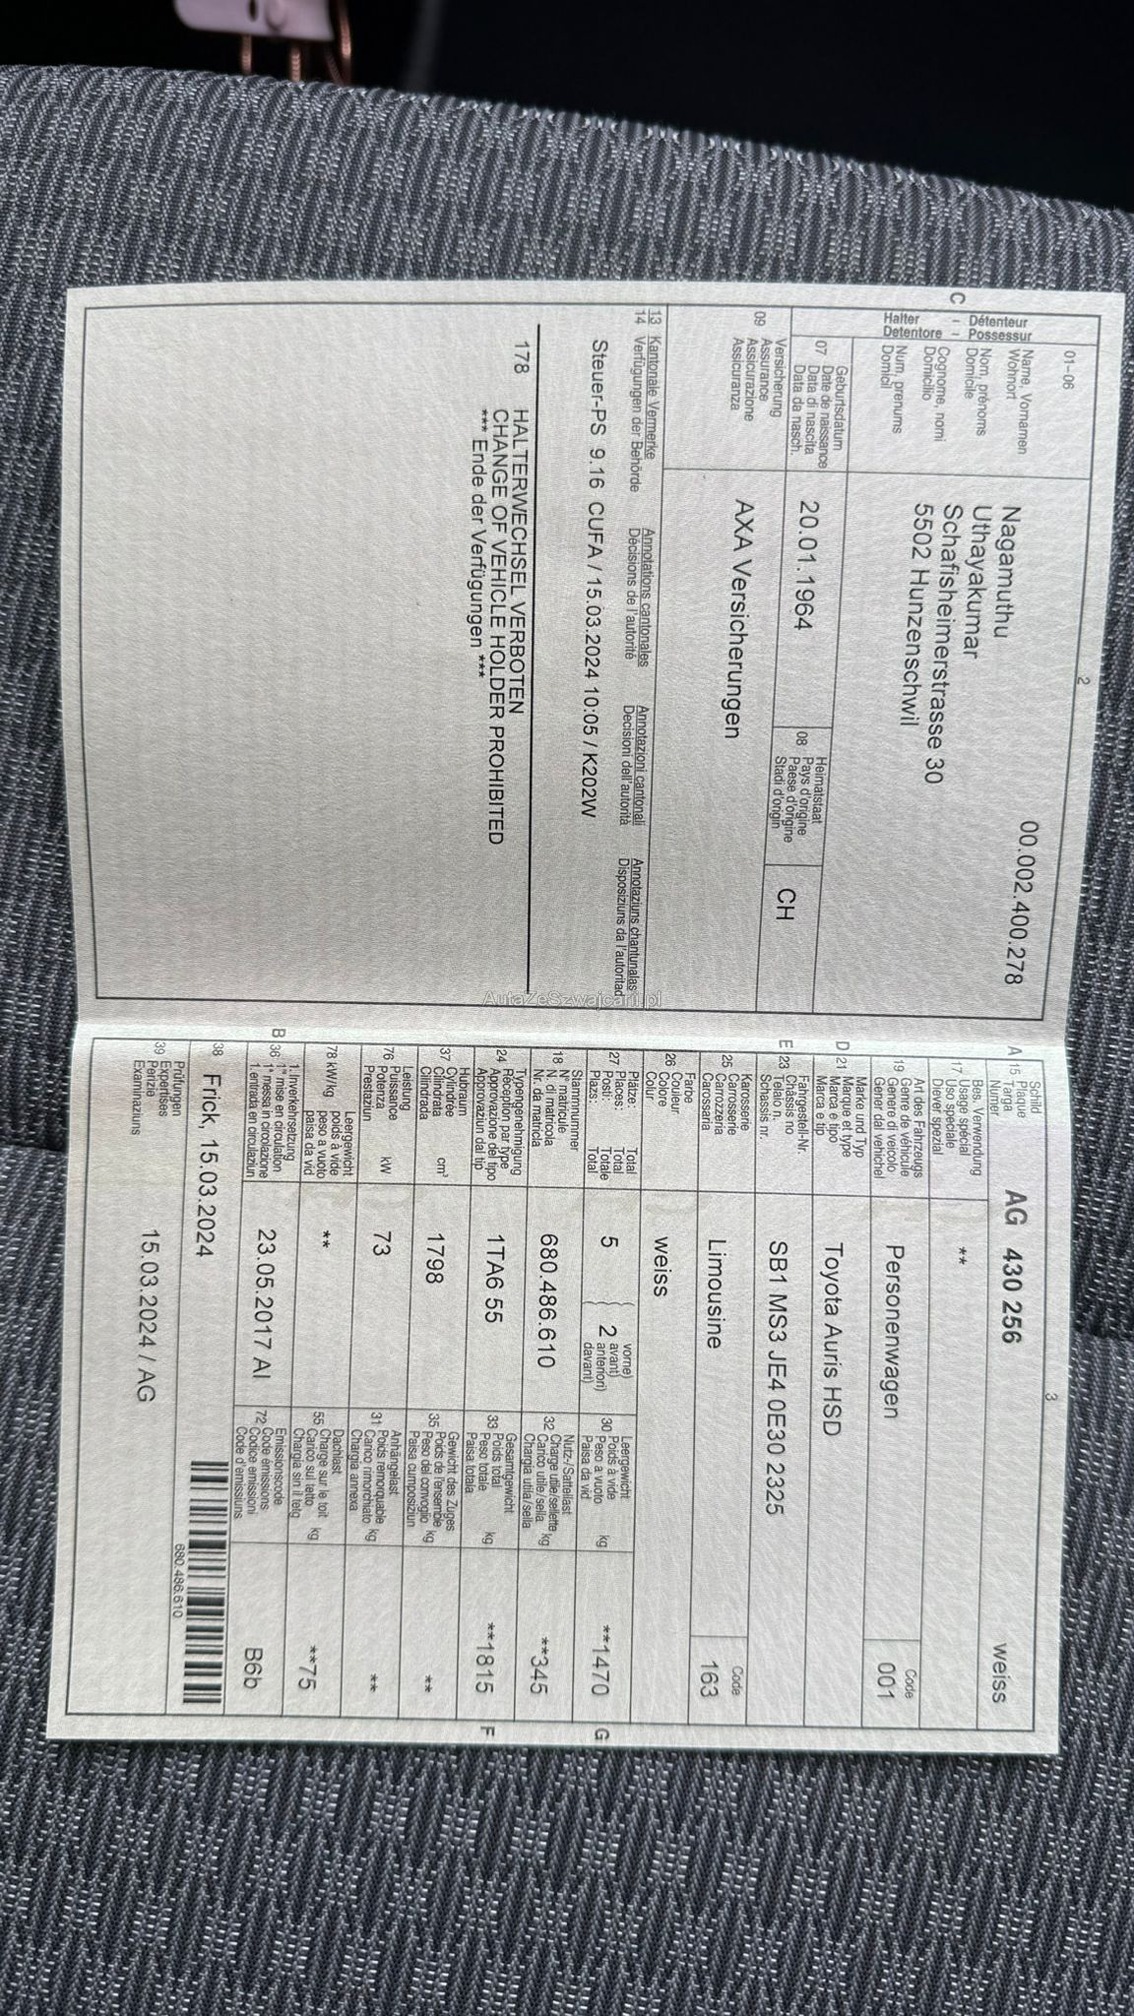 2
00.002.400.278
01-06
C
Détenteur
Possessur
Halter
Detentore
Name, Vornamen
Wohnort
Nom, prénoms
Domicile
Cognome, nomi
Domicilio
Num, prenums
Domicil
Nagamuthu
Uthayakumar
Schafisheimerstrasse 30
5502 Hunzenschwil
07
Geburtsdatum
Date de naissance
Data di nascita
Data da nasch.
20.01.1964
08
Heimatstaat
Pays d'origine
Paese d'origine
Stadi d'origin
CH
09
Versicherung
Assurance
Assicurazione
Assicuranza
AXA Versicherungen
13 Kantonale Vermerke Annotations cantonales Annotazioni cantonali Annotaziuns chantunalas
14 Verfügungen der Behörde Décisions de l'autorité Decisioni dell'autorità Disposiziuns da l'autoritad
Steuer-PS 9.16 CUFA / 15.03.2024 10:05 / K202W
178 HALTERWECHSEL VERBOTEN
CHANGE OF VEHICLE HOLDER PROHIBITED
*** Ende der Verfügungen ***
AutaZeSzwajcarii.pl
3
A 15
Schild
Plaque
Targa
Numer
AG 430 256
weiss
17
Bes. Verwendung
Usage spécial
Uso speciale
Diever spezial
**
19
Art des Fahrzeugs
Genre de véhicule
Genere di veicolo
Gener dal vehichel
Personenwagen
Code
001
D 21
Marke und Typ
Marque et type
Marca e tipo
Marca e tip
Toyota Auris HSD
E 23
Fahrgestell-Nr.
Châssis no
Telaio n.
Schassis nr.
SB1 MS3 JE4 0E30 2325
25
Karosserie
Carrosserie
Carrozzeria
Carossaria
Limousine
Code
163
26
Farbe
Couleur
Colore
Colur
weiss
27
Plätze: Total
Places: Total
Posti: Totale
Plazs: Total
5
2
vorne)
avant)
anteriori)
davant)
30
Leergewicht
Poids à vide
Peso a vuoto
Paisa da vid
kg
**1470
G
18
Stammnummer
N° matricule
N. di matricola
Nr. da matricla
680.486.610
32
Nutz-/Sattellast
Charge utile/sellette
Carico utile/sella
Chargia utila/sella
kg
**345
24
Typengenehmigung
Réception par type
Approvazione del tipo
Approvaziun dal tip
1TA6 55
33
Gesamtgewicht
Poids total
Peso totale
Paisa totala
kg
**1815
F
37
Hubraum
Cylindrée
Cilindrata
Cilindrada
cm³
1798
35
Gewicht des Zuges
Poids de l'ensemble
Peso del convoglio
Paisa cumposiziun
kg
**
76
Leistung
Puissance
Potenza
Prestaziun
kW
73
31
Anhängelast
Poids remorquable
Carico rimorchiato
Chargia annexa
kg
**
78 kW/kg
Leergewicht
poids à vide
peso a vuoto
paisa da vid
**
55
Dachlast
Charge sur le toit
Carico sul tetto
Chargia sin il tetg
kg
**75
B 36
1. Inverkehrsetzung
1re mise en circulation
1a messa in circolazione
1. entrada en circulaziun
23.05.2017 AI
72
Emissionscode
Code émissions
Codice emissioni
Code d'emissiuns
B6b
38
Frick, 15.03.2024
680.486.610
39
Prüfungen
Expertises
Perizia
Examinaziuns
15.03.2024 / AG